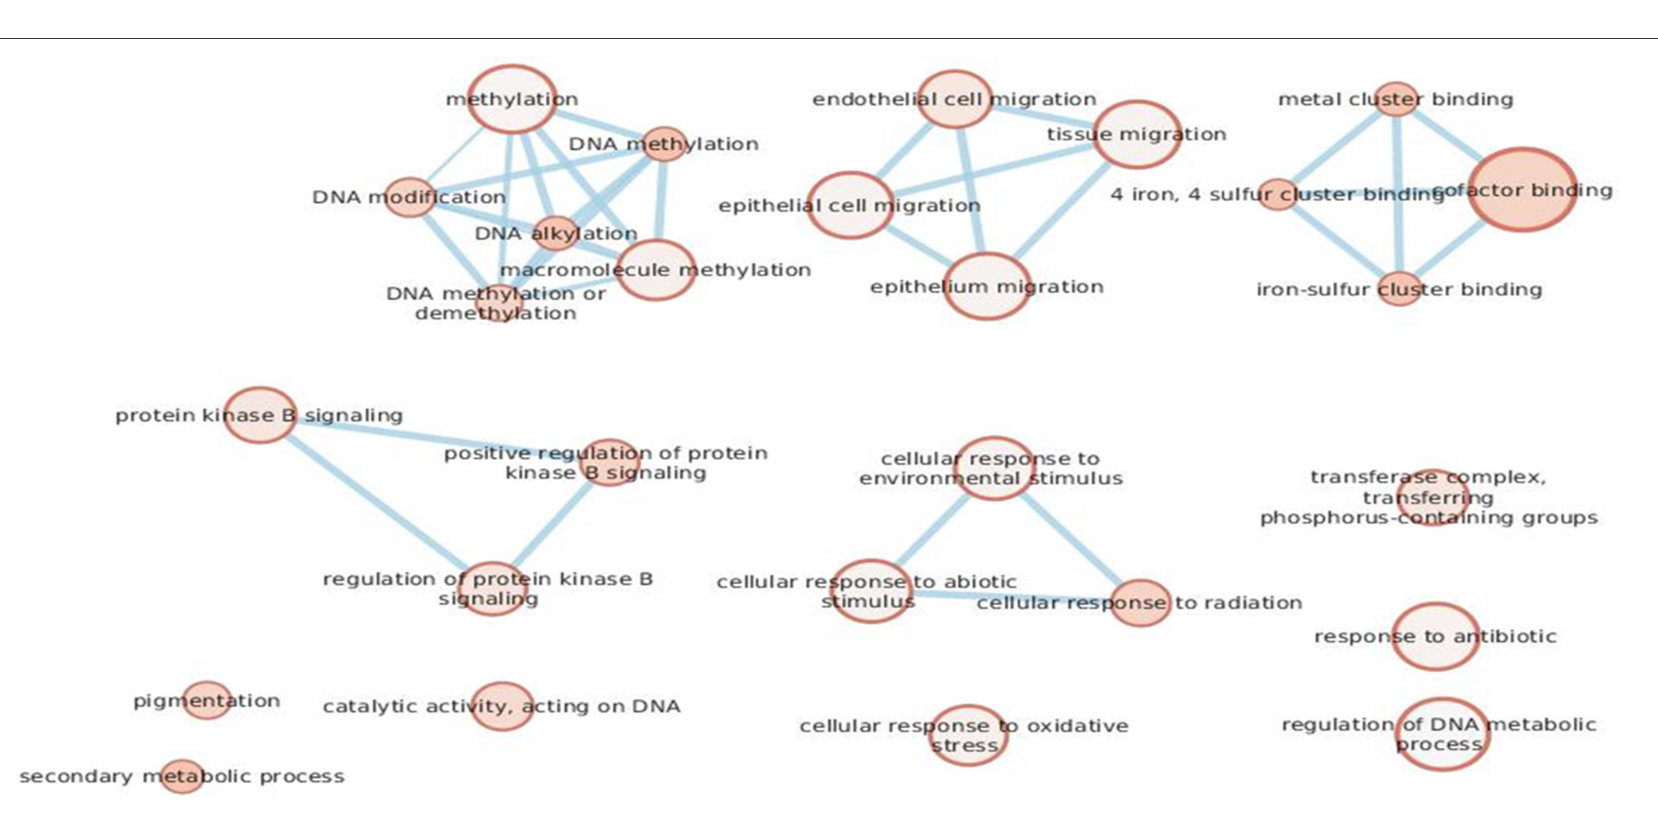 methylation
DNA methylation
DNA modification
DNA alkylation
macromolecule methylation
DNA methylation or
demethylation
endothelial cell migration
tissue migration
epithelial cell migration
epithelium migration
metal cluster binding
4 iron, 4 sulfur cluster binding
cofactor binding
iron-sulfur cluster binding
protein kinase B signaling
positive regulation of protein
kinase B signaling
regulation of protein kinase B
signaling
cellular response to
environmental stimulus
cellular response to abiotic
stimulus
cellular response to radiation
transferase complex,
transferring
phosphorus-containing groups
response to antibiotic
pigmentation
catalytic activity, acting on DNA
cellular response to oxidative
stress
regulation of DNA metabolic
process
secondary metabolic process